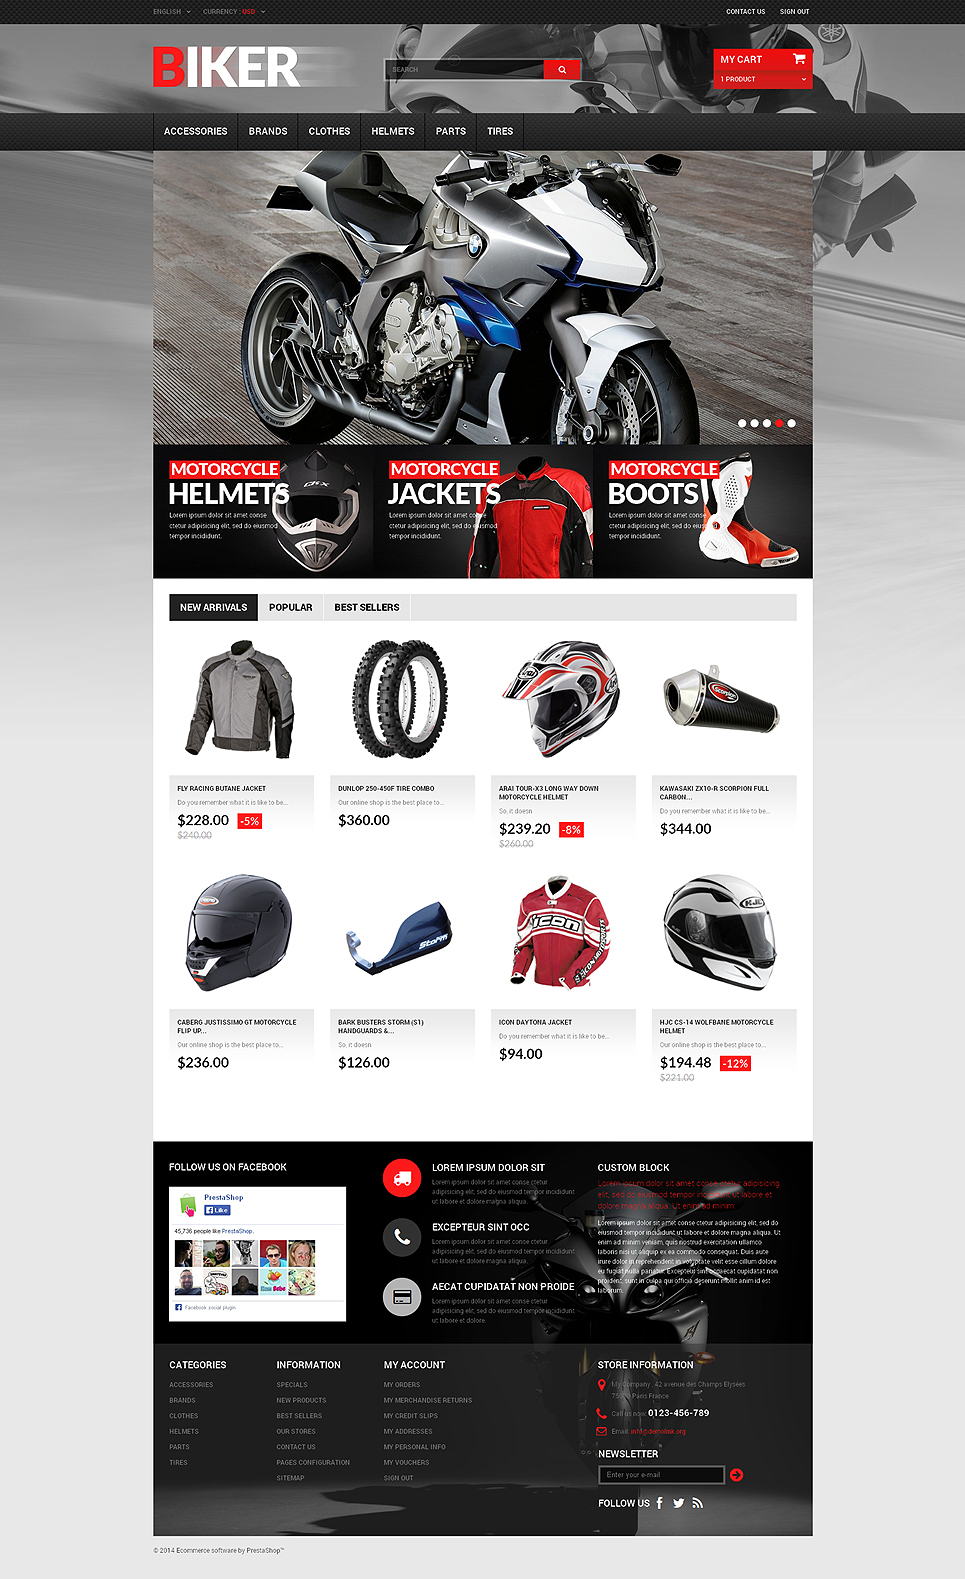 ENGLISH
CURRENCY : USD
CONTACT US
SIGN OUT
BIKER
SEARCH
MY CART
1 PRODUCT
ACCESSORIES
BRANDS
CLOTHES
HELMETS
PARTS
TIRES
MOTORCYCLE
HELMETS
Lorem ipsum dolor sit amet conse
ctetur adipisicing elit, sed do eiusmod
tempor incididunt.
MOTORCYCLE
JACKETS
Lorem ipsum dolor sit amet conse
ctetur adipisicing elit, sed do eiusmod
tempor incididunt.
MOTORCYCLE
BOOTS
Lorem ipsum dolor sit amet conse
ctetur adipisicing elit, sed do eiusmod
tempor incididunt.
NEW ARRIVALS
POPULAR
BEST SELLERS
FLY RACING BUTANE JACKET
Do you remember what it is like to be...
$228.00 -5%
$240.00
DUNLOP 250-450F TIRE COMBO
Our online shop is the best place to...
$360.00
ARAI TOUR-X3 LONG WAY DOWN
MOTORCYCLE HELMET
So, it doesn
$239.20 -8%
$260.00
Scorpion
KAWASAKI ZX10-R SCORPION FULL
CARBON...
Do you remember what it is like to be...
$344.00
CABERG JUSTISSIMO GT MOTORCYCLE
FLIP UP...
Our online shop is the best place to...
$236.00
Storm
BARK BUSTERS STORM (S1)
HANDGUARDS &...
So, it doesn
$126.00
icon
ICON DAYTONA JACKET
Do you remember what it is like to be...
$94.00
HJC
HJC CS-14 WOLFBANE MOTORCYCLE
HELMET
Our online shop is the best place to...
$194.48 -12%
$221.00
FOLLOW US ON FACEBOOK
PrestaShop
Like
45,736 people like PrestaShop.
Facebook social plugin
LOREM IPSUM DOLOR SIT
Lorem ipsum dolor sit amet conse ctetur
adipisicing elit, sed do eiusmod tempor incididunt
ut labore et dolore magna aliqua.
EXCEPTEUR SINT OCC
Lorem ipsum dolor sit amet conse ctetur
adipisicing elit, sed do eiusmod tempor incididunt
ut labore et dolore magna aliqua.
AECAT CUPIDATAT NON PROIDE
Lorem ipsum dolor sit amet conse ctetur
adipisicing elit, sed do eiusmod tempor incididunt
ut labore et dolore.
CUSTOM BLOCK
Lorem ipsum dolor sit amet conse ctetur adipisicing
elit, sed do eiusmod tempor incididunt ut labore et
dolore magna aliqua. Ut enim ad minim
Lorem ipsum dolor sit amet conse ctetur adipisicing elit, sed do
eiusmod tempor incididunt ut labore et dolore magna aliqua. Ut
enim ad minim veniam, quis nostrud exercitation ullamco
laboris nisi ut aliquip ex ea commodo consequat. Duis aute
irure dolor in reprehenderit in voluptate velit esse cillum dolore
eu fugiat nulla pariatur. Excepteur sint occaecat cupidatat non
proident, sunt in culpa qui officia deserunt mollit anim id est
laborum.
CATEGORIES
ACCESSORIES
BRANDS
CLOTHES
HELMETS
PARTS
TIRES
INFORMATION
SPECIALS
NEW PRODUCTS
BEST SELLERS
OUR STORES
CONTACT US
PAGES CONFIGURATION
SITEMAP
MY ACCOUNT
MY ORDERS
MY MERCHANDISE RETURNS
MY CREDIT SLIPS
MY ADDRESSES
MY PERSONAL INFO
MY VOUCHERS
SIGN OUT
STORE INFORMATION
My Company, 42 avenue des Champs Elysées
75000 Paris France
Call us now: 0123-456-789
Email: info@demolink.org
NEWSLETTER
Enter your e-mail
FOLLOW US
© 2014 Ecommerce software by PrestaShop™